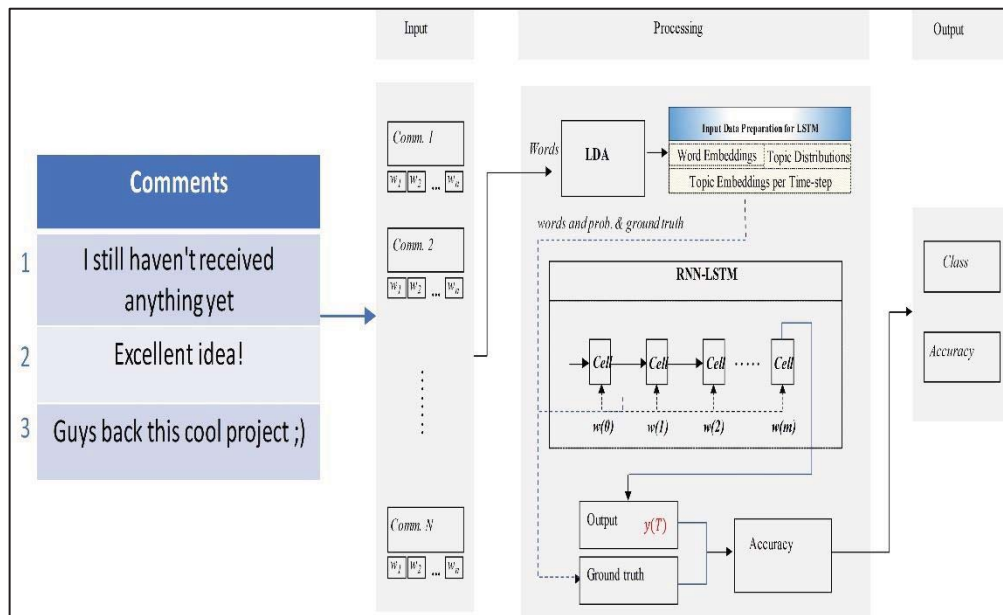 Input
Processing
Output
Comments
1 I still haven't received
anything yet
2 Excellent idea!
3 Guys back this cool project ;)
Comm. 1
w1 w2 ... wn
Comm. 2
w1 w2 ... wn
Comm. N
w1 w2 ... wn
Words
LDA
Input Data Preparation for LSTM
Word Embeddings Topic Distributions
Topic Embeddings per Time-step
words and prob. & ground truth
RNN-LSTM
Cell Cell Cell ..... Cell
w(0) w(1) w(2) w(m)
Output y(T)
Ground truth
Accuracy
Class
Accuracy